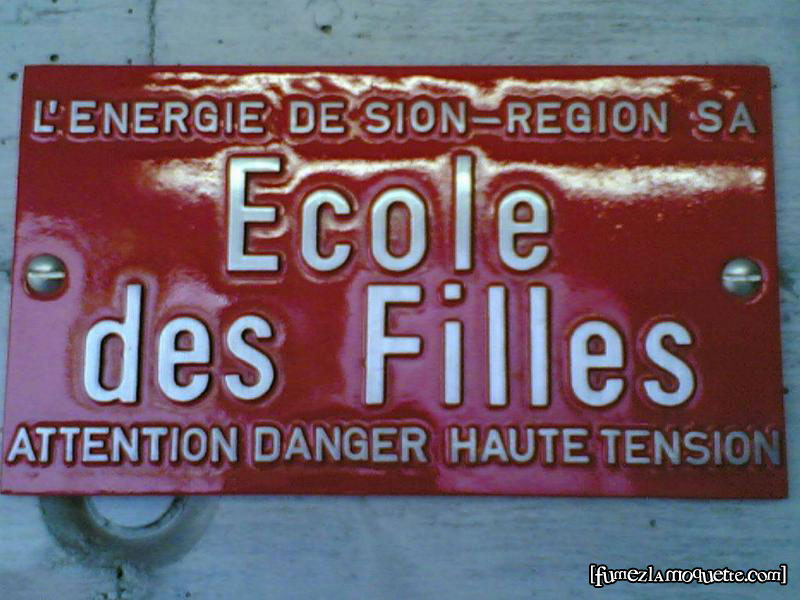 L'ENERGIE DE SION-REGION SA
Ecole
des Filles
ATTENTION DANGER HAUTE TENSION
[fumezlamoquette.com]